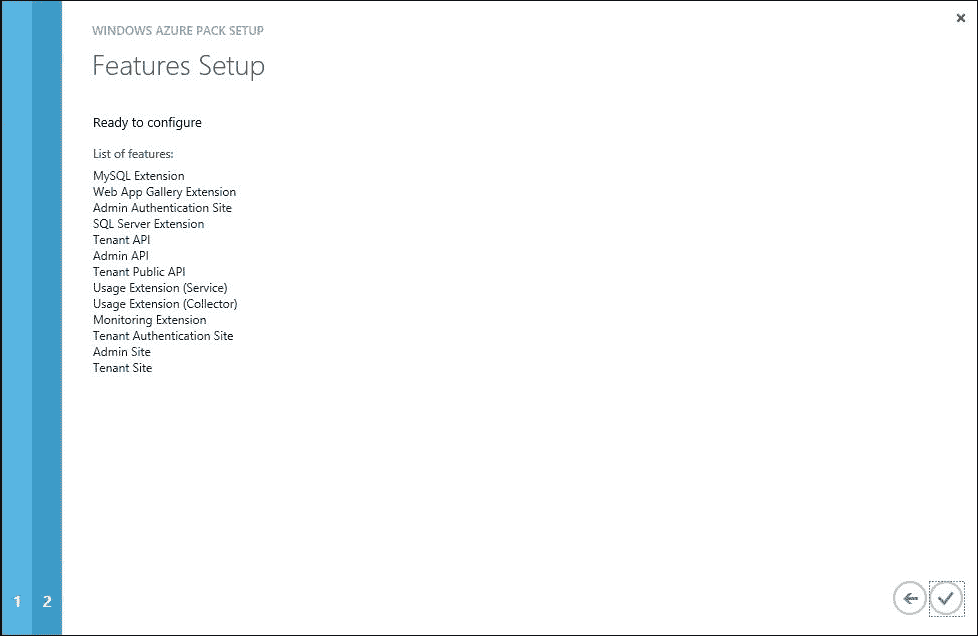 WINDOWS AZURE PACK SETUP
Features Setup
Ready to configure
List of features:
MySQL Extension
Web App Gallery Extension
Admin Authentication Site
SQL Server Extension
Tenant API
Admin API
Tenant Public API
Usage Extension (Service)
Usage Extension (Collector)
Monitoring Extension
Tenant Authentication Site
Admin Site
Tenant Site
1 2